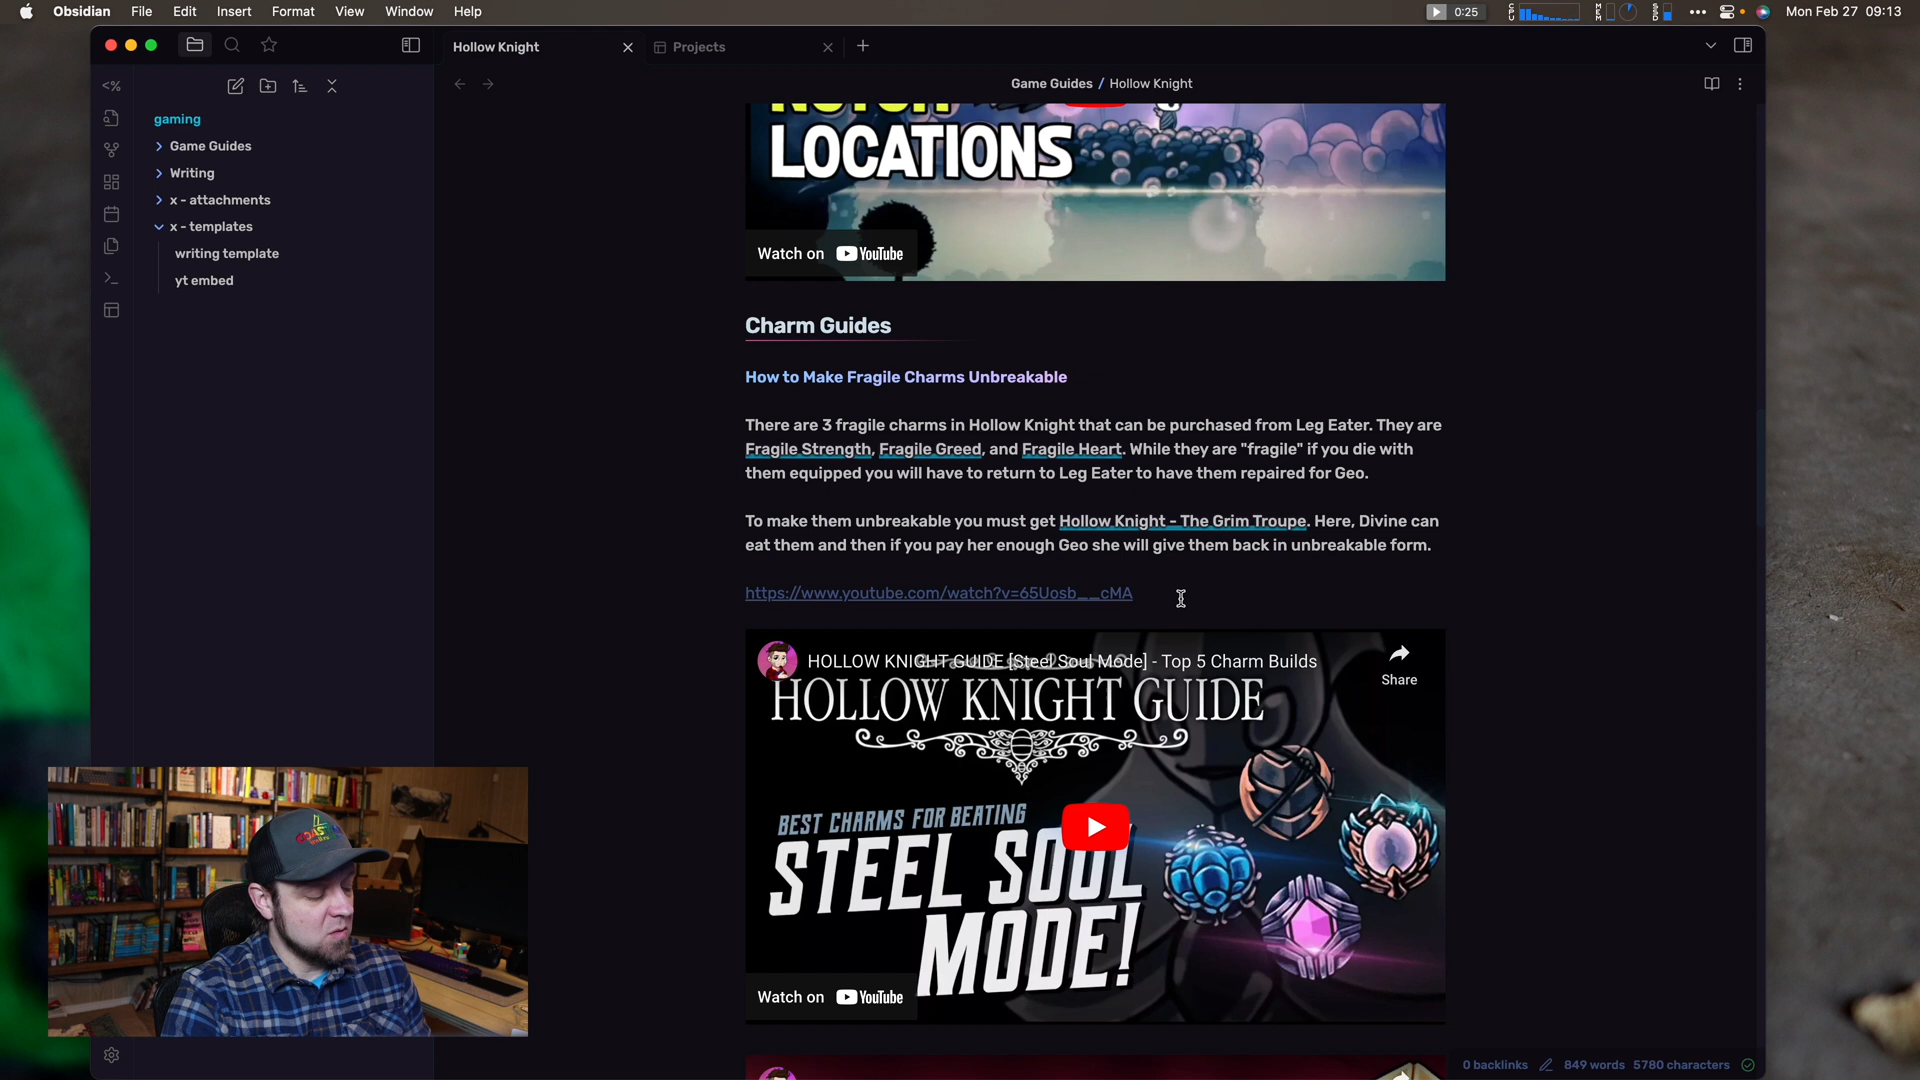 Obsidian File Edit Insert Format View Window Help
0:25
CPU
MEM
SSD
Mon Feb 27 09:13
Hollow Knight
Projects
Game Guides / Hollow Knight
<%
gaming
Game Guides
Writing
x - attachments
x - templates
writing template
yt embed
LOCATIONS
Watch on YouTube
Charm Guides
How to Make Fragile Charms Unbreakable
There are 3 fragile charms in Hollow Knight that can be purchased from Leg Eater. They are
Fragile Strength, Fragile Greed, and Fragile Heart. While they are "fragile" if you die with
them equipped you will have to return to Leg Eater to have them repaired for Geo.
To make them unbreakable you must get Hollow Knight - The Grim Troupe. Here, Divine can
eat them and then if you pay her enough Geo she will give them back in unbreakable form.
https://www.youtube.com/watch?v=65Uosb__cMA
HOLLOW KNIGHT GUIDE [Steel Soul Mode] - Top 5 Charm Builds
Share
HOLLOW KNIGHT GUIDE
BEST CHARMS FOR BEATING
STEEL SOUL
MODE!
Watch on YouTube
0 backlinks 849 words 5780 characters